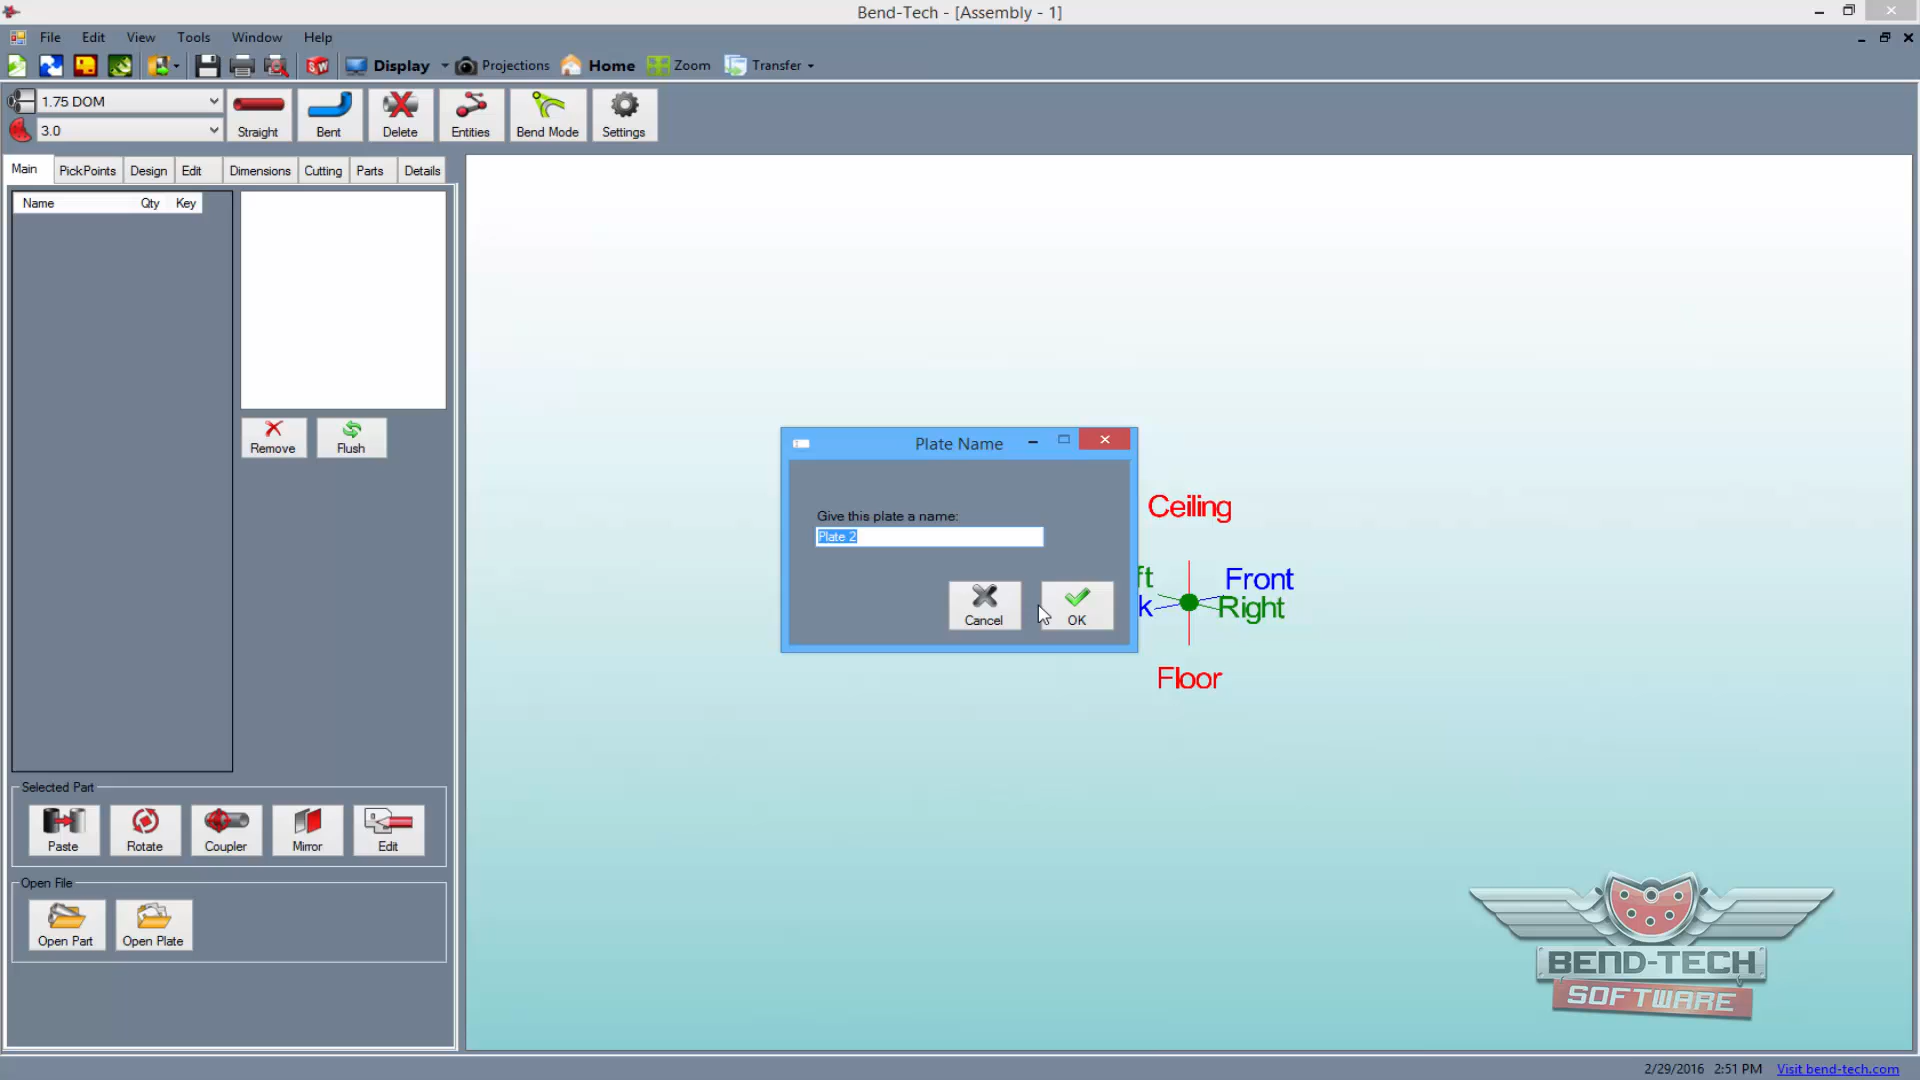 Bend-Tech - [Assembly - 1]
File Edit View Tools Window Help
Display Projections Home Zoom Transfer
1.75 DOM
3.0
Straight Bent Delete Entities Bend Mode Settings
Main PickPoints Design Edit Dimensions Cutting Parts Details
Name Qty Key
Remove Flush
Plate Name
Give this plate a name:
Plate 2
Cancel OK
Ceiling
ft Front
k Right
Floor
Selected Part
Paste Rotate Coupler Mirror Edit
Open File
Open Part Open Plate
BEND-TECH
SOFTWARE
2/29/2016 2:51 PM Visit bend-tech.com